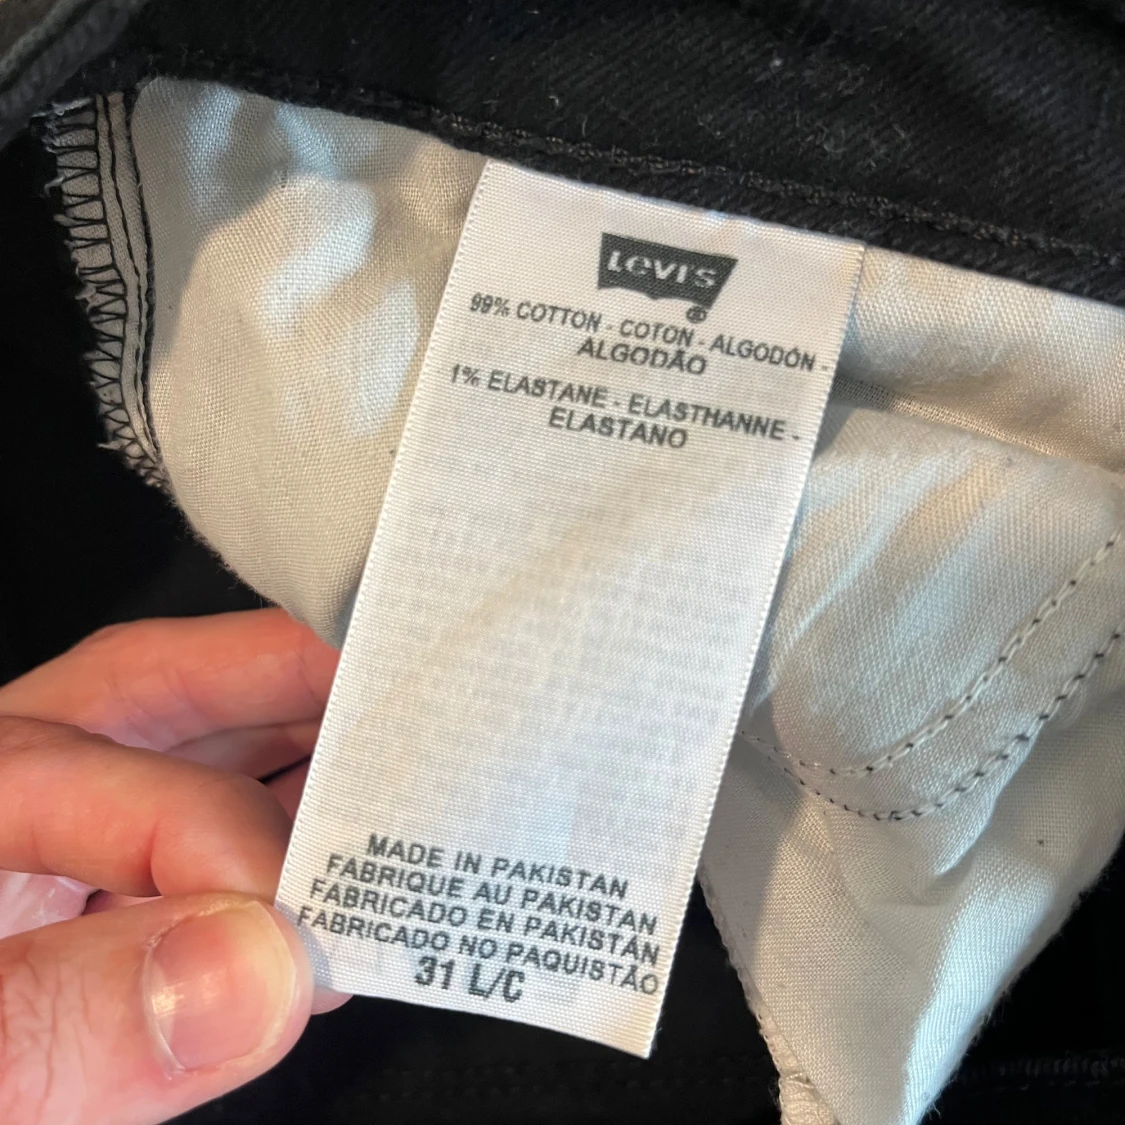 Levi's
®
99% COTTON - COTON - ALGODÓN -
ALGODÃO
1% ELASTANE - ELASTHANNE -
ELASTANO
MADE IN PAKISTAN
FABRIQUE AU PAKISTAN
FABRICADO EN PAKISTÁN
FABRICADO NO PAQUISTÃO
31 L/C